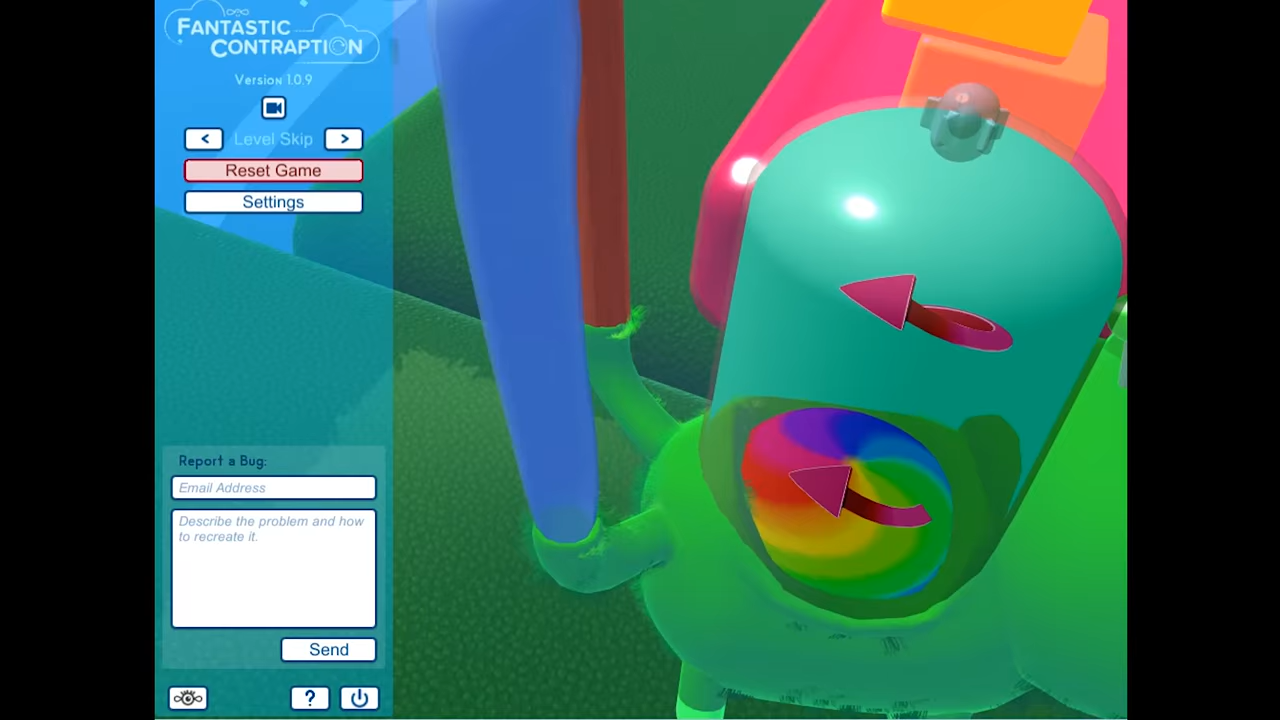 FANTASTIC
CONTRAPTION
Version 1.0.9
< Level Skip >
Reset Game
Settings
Report a Bug:
Email Address
Describe the problem and how
to recreate it.
Send
?